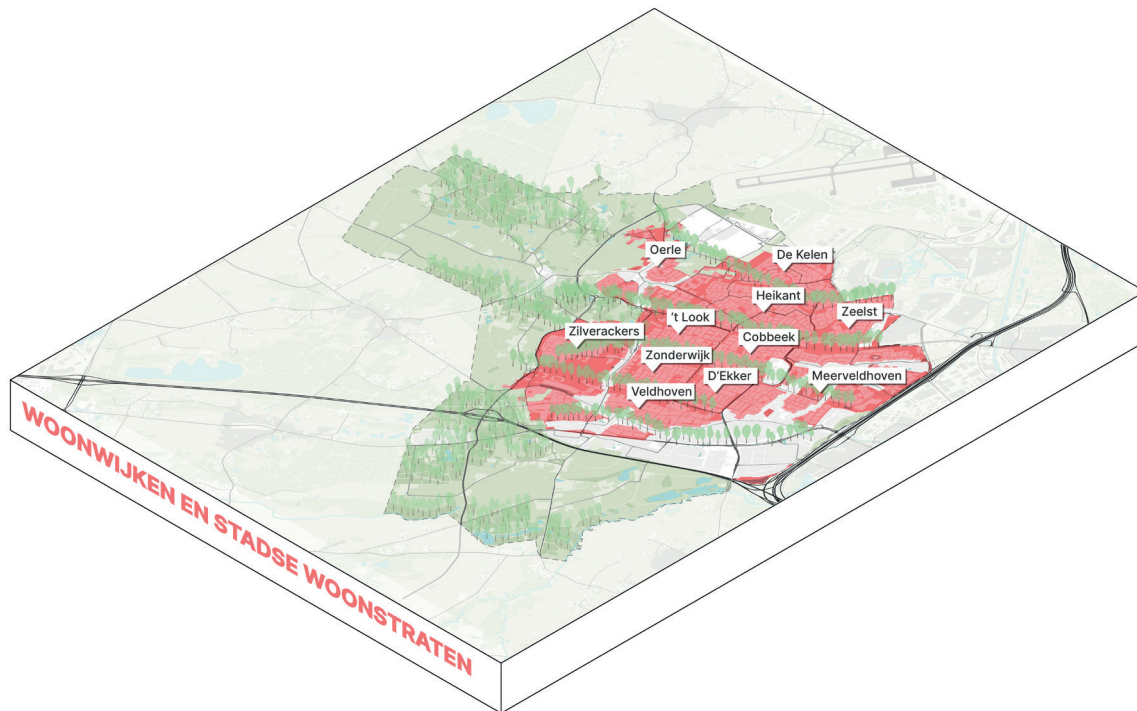 Oerle
De Kelen
Heikant
Zeelst
't Look
Zilverackers
Cobbeek
Zonderwijk
D'Ekker
Meerveldhoven
Veldhoven
WOONWIJKEN EN STADSE WOONSTRATEN